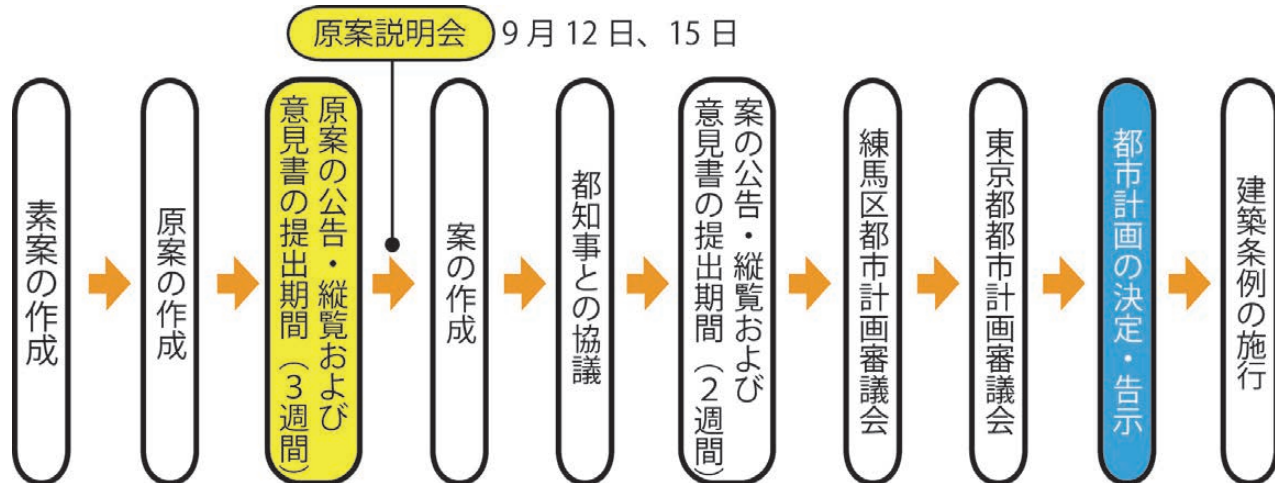 原案説明会 9月12日、15日
素案の作成
原案の作成
原案の公告・縦覧および
意見書の提出期間（3週間）
案の作成
都知事との協議
案の公告・縦覧および
意見書の提出期間（2週間）
練馬区都市計画審議会
東京都都市計画審議会
都市計画の決定・告示
建築条例の施行